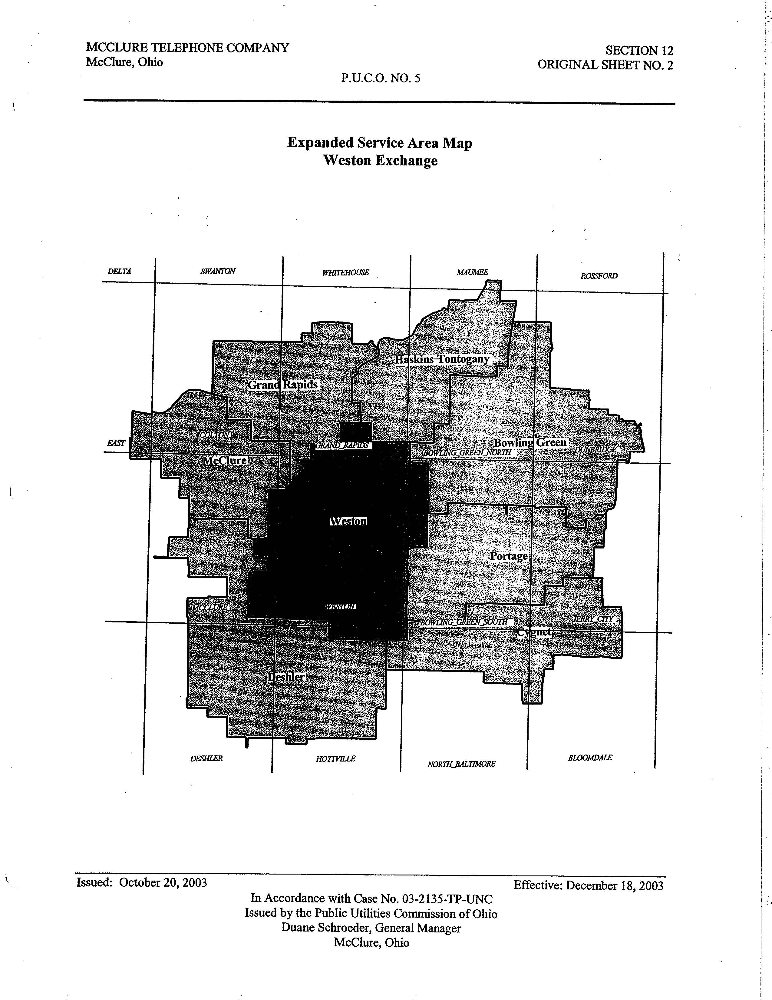 MCCLURE TELEPHONE COMPANY
SECTION 12
McClure, Ohio
ORIGINAL SHEET NO. 2
P.U.C.O. NO. 5
Expanded Service Area Map
Weston Exchange
DELTA
SWANTON
WHITEHOUSE
MAUMEE
ROSSFORD
Haskins-Tontogany
Grand Rapids
COLTON
EAST
GRAND_RAPIDS
Bowling Green
BOWLING_GREEN_NORTH
DUNBRIDGE
McClure
Weston
Portage
MCCLURE
WESTON
BOWLING_GREEN_SOUTH
JERRY_CITY
Cygnet
Deshler
DESHLER
HOYTVILLE
NORTH_BALTIMORE
BLOOMDALE
Issued: October 20, 2003
Effective: December 18, 2003
In Accordance with Case No. 03-2135-TP-UNC
Issued by the Public Utilities Commission of Ohio
Duane Schroeder, General Manager
McClure, Ohio